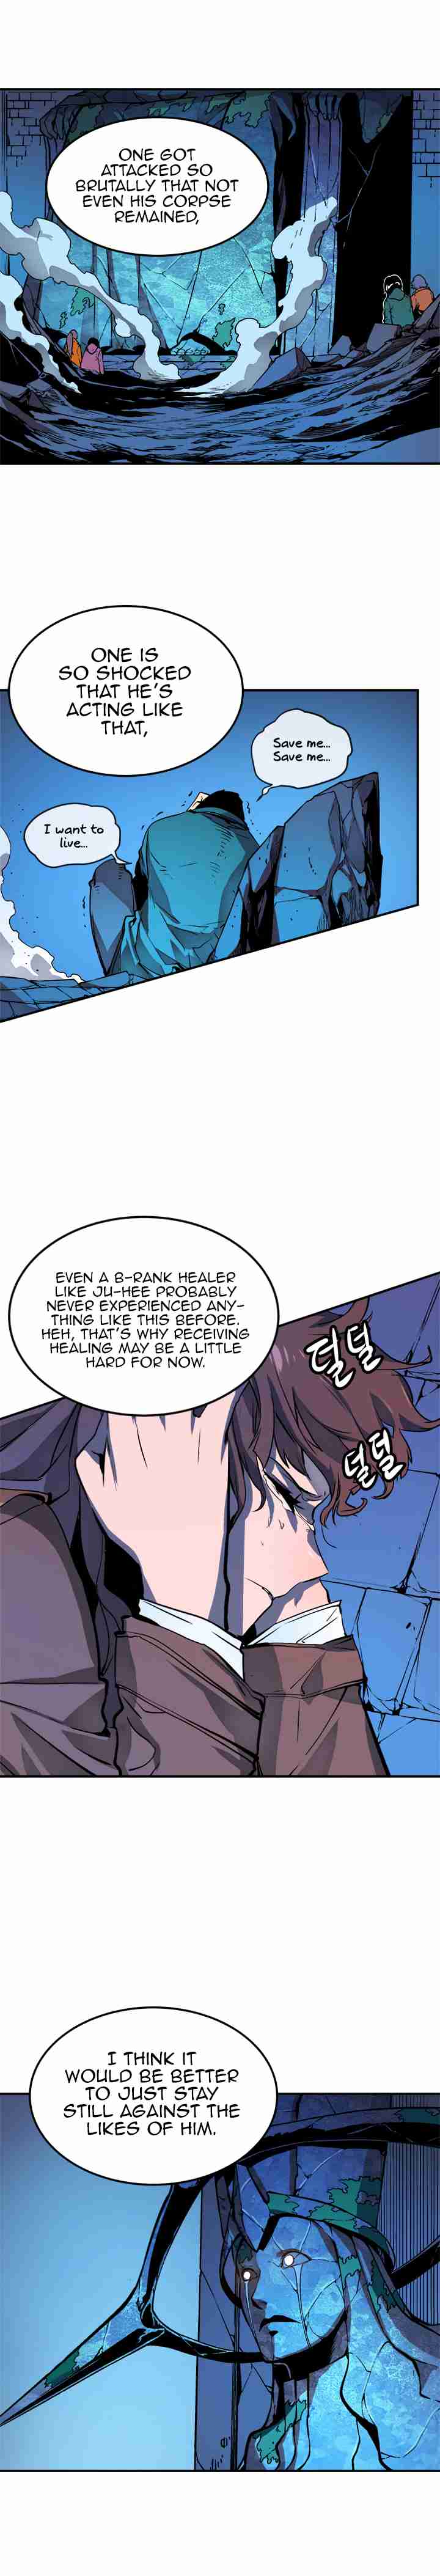 ONE GOT
ATTACKED SO
BRUTALLY THAT NOT
EVEN HIS CORPSE
REMAINED,
ONE IS
SO SHOCKED
THAT HE'S
ACTING LIKE
THAT,
Save me...
Save me...
I want to
live...
EVEN A B-RANK HEALER
LIKE JU-HEE PROBABLY
NEVER EXPERIENCED ANY-
THING LIKE THIS BEFORE.
HEH, THAT'S WHY RECEIVING
HEALING MAY BE A LITTLE
HARD FOR NOW.
덜덜
덜덜
I THINK IT
WOULD BE BETTER
TO JUST STAY
STILL AGAINST THE
LIKES OF HIM.